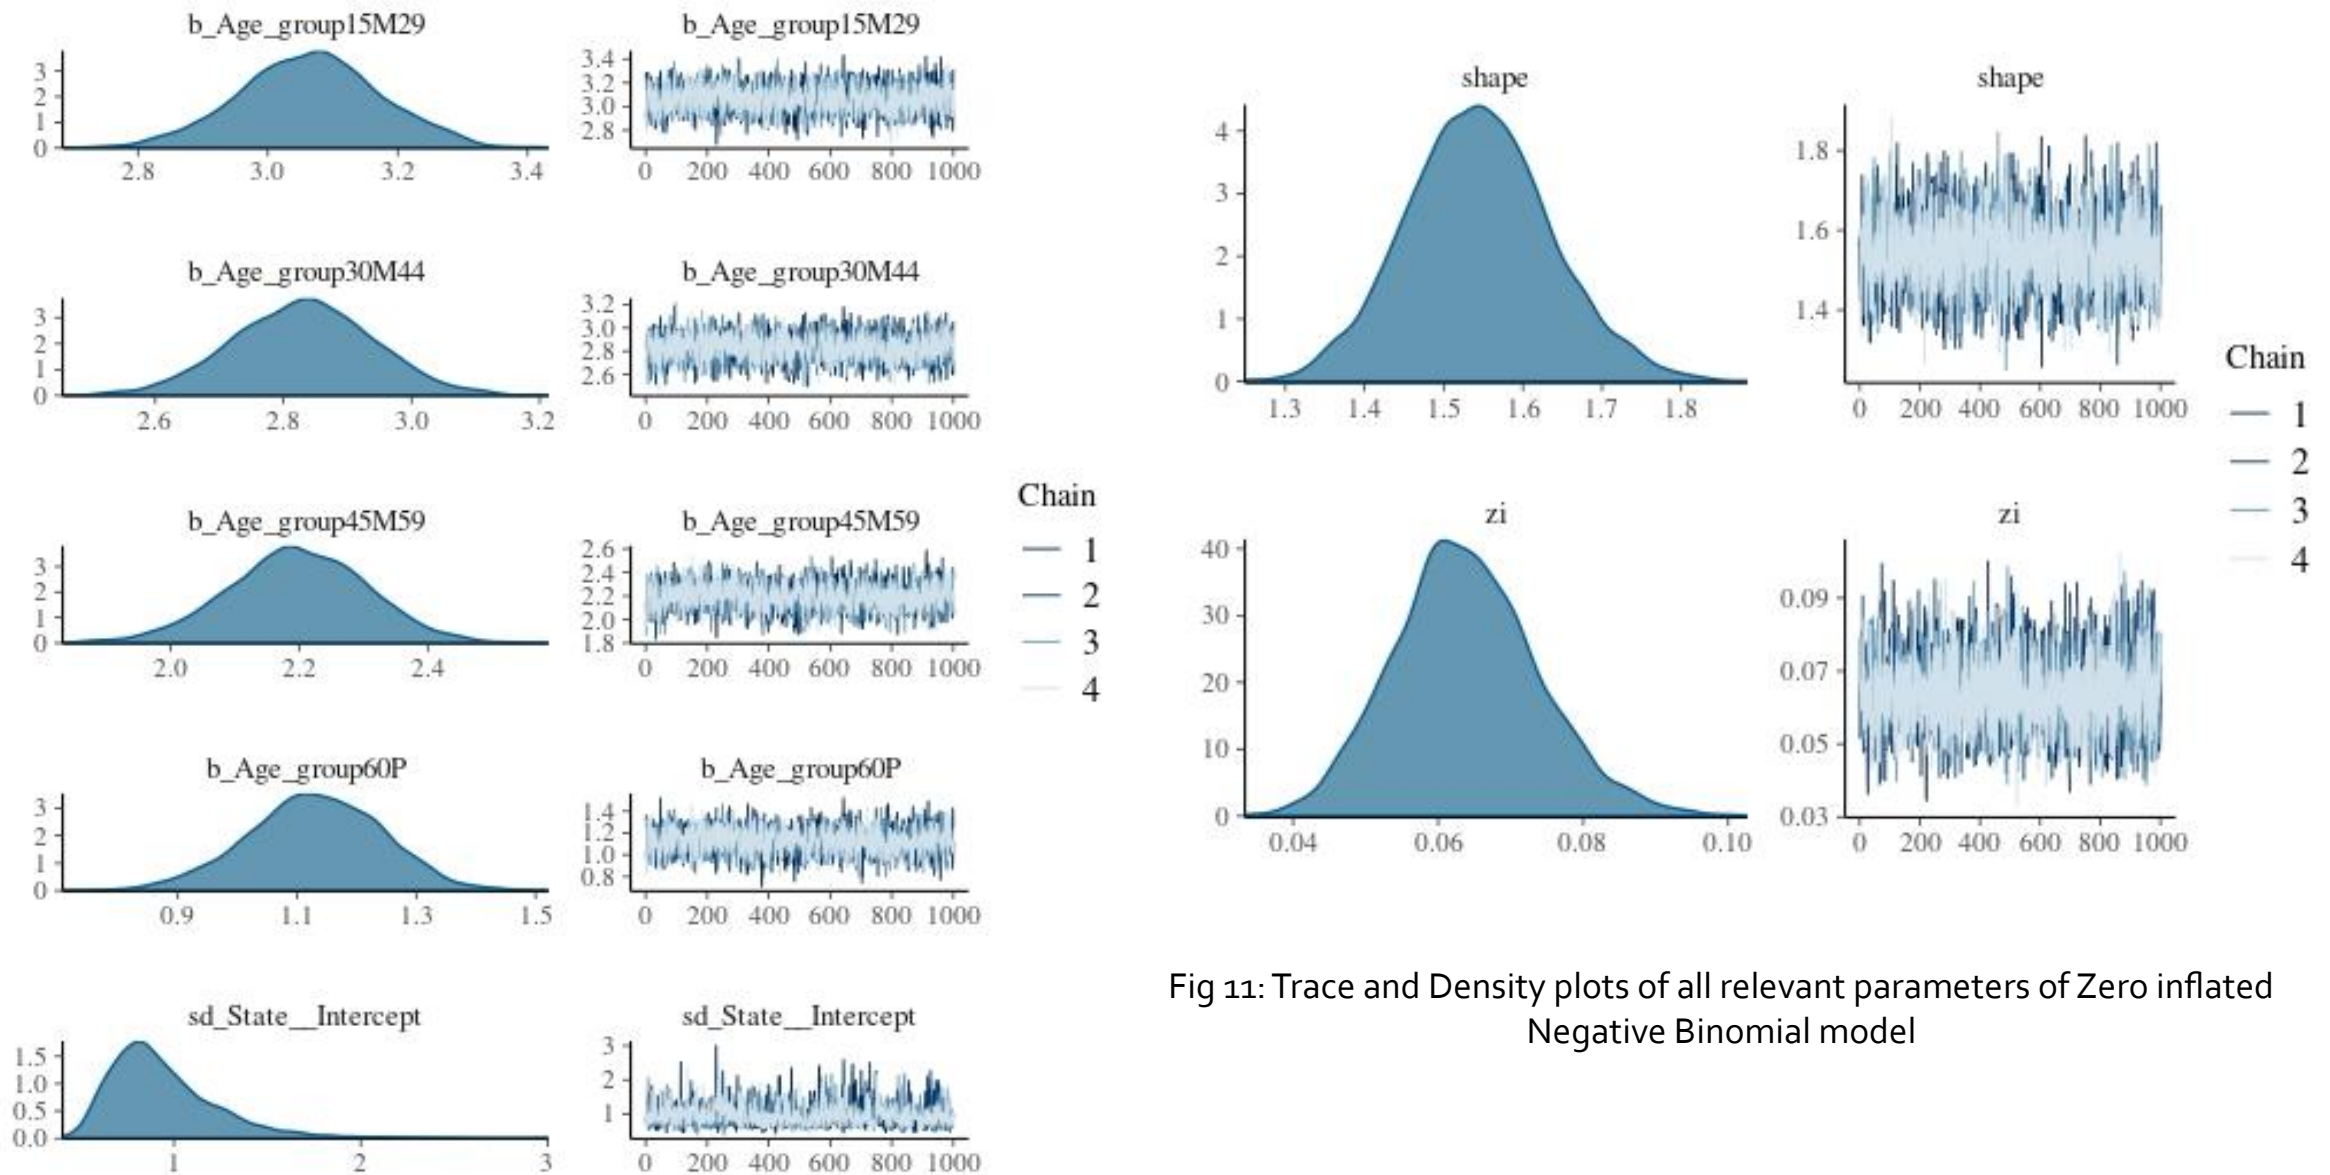 b_Age_group15M29
3
2
1
0
2.8 3.0 3.2 3.4
b_Age_group15M29
3.4
3.2
3.0
2.8
0 200 400 600 800 1000
b_Age_group30M44
3
2
1
0
2.6 2.8 3.0 3.2
b_Age_group30M44
3.2
3.0
2.8
2.6
0 200 400 600 800 1000
b_Age_group45M59
3
2
1
0
2.0 2.2 2.4
b_Age_group45M59
2.6
2.4
2.2
2.0
1.8
0 200 400 600 800 1000
b_Age_group60P
3
2
1
0
0.9 1.1 1.3 1.5
b_Age_group60P
1.4
1.2
1.0
0.8
0 200 400 600 800 1000
sd_State__Intercept
1.5
1.0
0.5
0.0
1 2 3
sd_State__Intercept
3
2
1
0 200 400 600 800 1000
Chain
1
2
3
4
shape
4
3
2
1
0
1.3 1.4 1.5 1.6 1.7 1.8
shape
1.8
1.6
1.4
0 200 400 600 800 1000
zi
40
30
20
10
0
0.04 0.06 0.08 0.10
zi
0.09
0.07
0.05
0.03
0 200 400 600 800 1000
Chain
1
2
3
4
Fig 11: Trace and Density plots of all relevant parameters of Zero inflated
Negative Binomial model